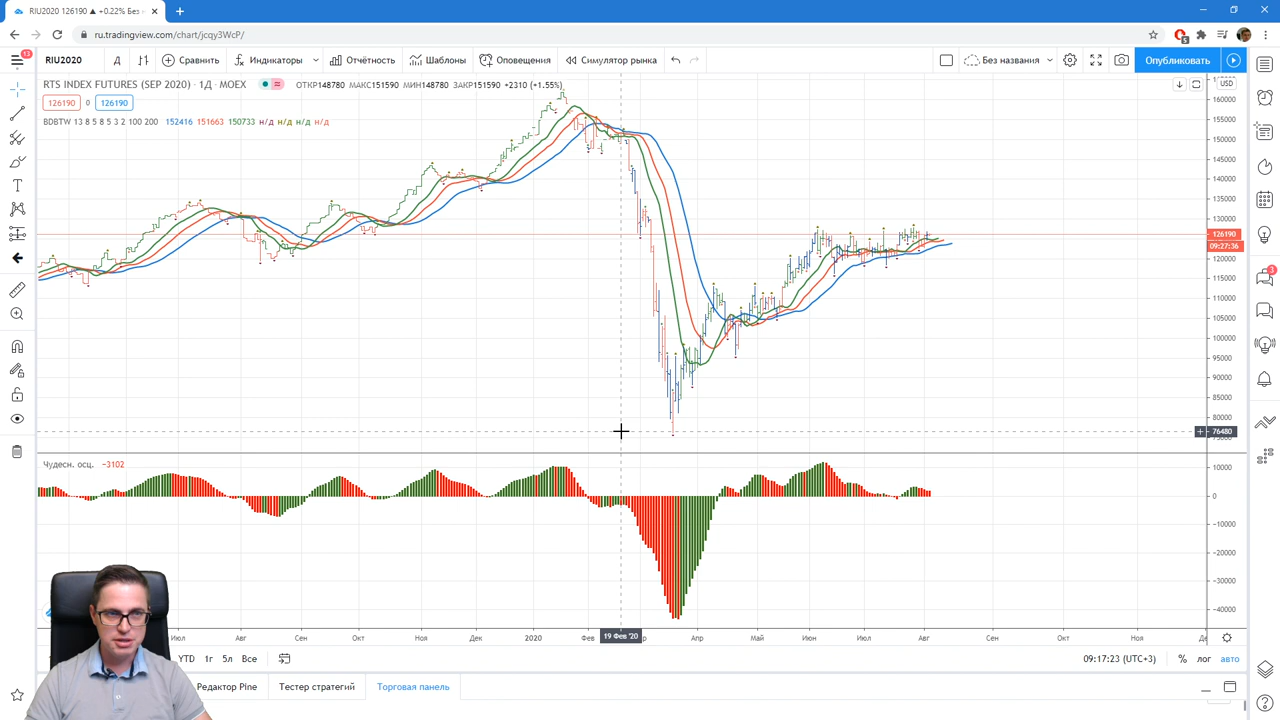 RIU2020 126190 ▲ +0.22% Без
ru.tradingview.com/chart/jcqy3WcP/
13
RIU2020 Д Сравнить Индикаторы Отчётность Шаблоны Оповещения Симулятор рынка Без названия Опубликовать
RTS INDEX FUTURES (SEP 2020) · 1Д · MOEX ОТКР148780 МАКС151590 МИН148780 ЗАКР151590 +2310 (+1.55%)
USD
126190 0 126190
BDBTW 13 8 5 8 5 3 2 100 200 152416 151663 150733 н/д н/д н/д н/д
160000
155000
150000
145000
140000
135000
130000
126190
09:27:36
120000
115000
110000
105000
100000
95000
90000
85000
80000
76480
3
Чудесн. осц. −3102
10000
0
−10000
−20000
−30000
−40000
Июл Авг Сен Окт Ноя Дек 2020 Фев 19 Фев '20 Апр Май Июн Июл Авг Сен Окт Ноя
YTD 1г 5л Все 09:17:23 (UTC+3) % лог авто
Редактор Pine Тестер стратегий Торговая панель